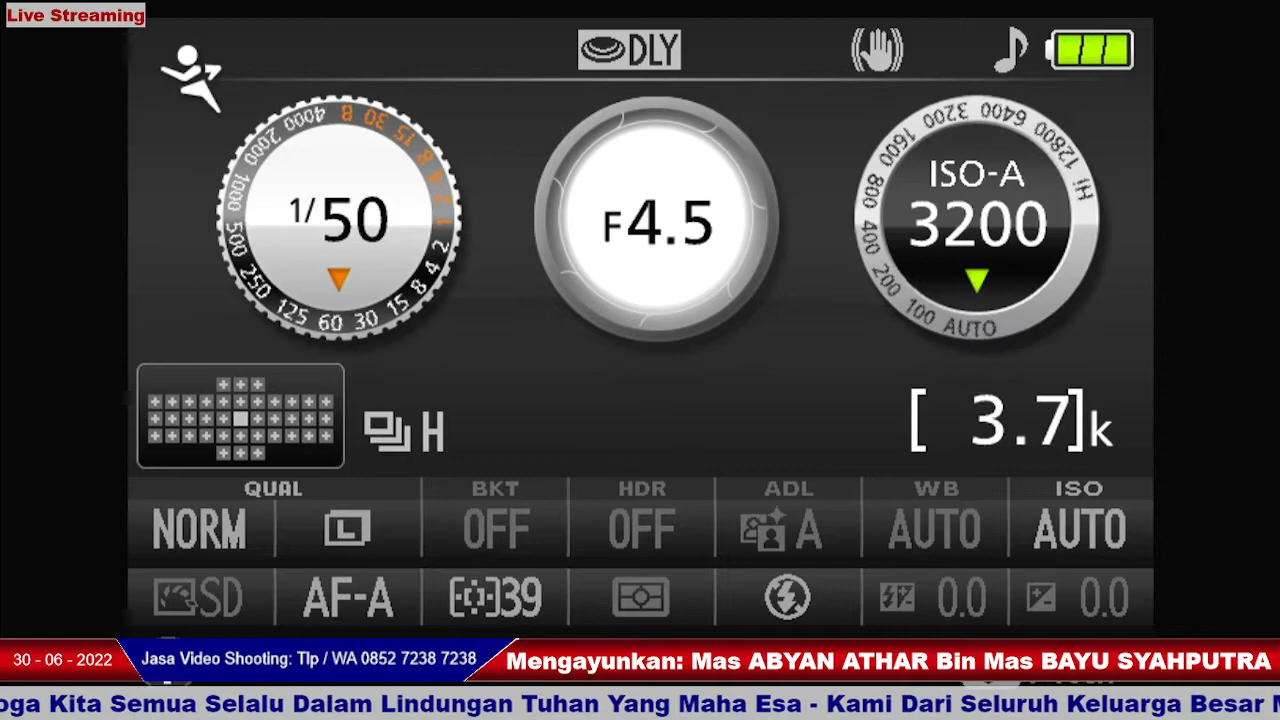 Live Streaming
DLY
4000 B 30 15 8 4 2 1 2 4 8 15 30 60 125 250 500 1000 2000
1/50
F4.5
3200 6400 12800 Hi
1600 800 400 200 100 AUTO
ISO-A
3200
H
[ 3.7]k
QUAL BKT HDR ADL WB ISO
NORM L OFF OFF A AUTO AUTO
SD AF-A [ ]39 0.0 0.0
30 - 06 - 2022 Jasa Video Shooting: Tlp / WA 0852 7238 7238 Mengayunkan: Mas ABYAN ATHAR Bin Mas BAYU SYAHPUTRA
oga Kita Semua Selalu Dalam Lindungan Tuhan Yang Maha Esa - Kami Dari Seluruh Keluarga Besar